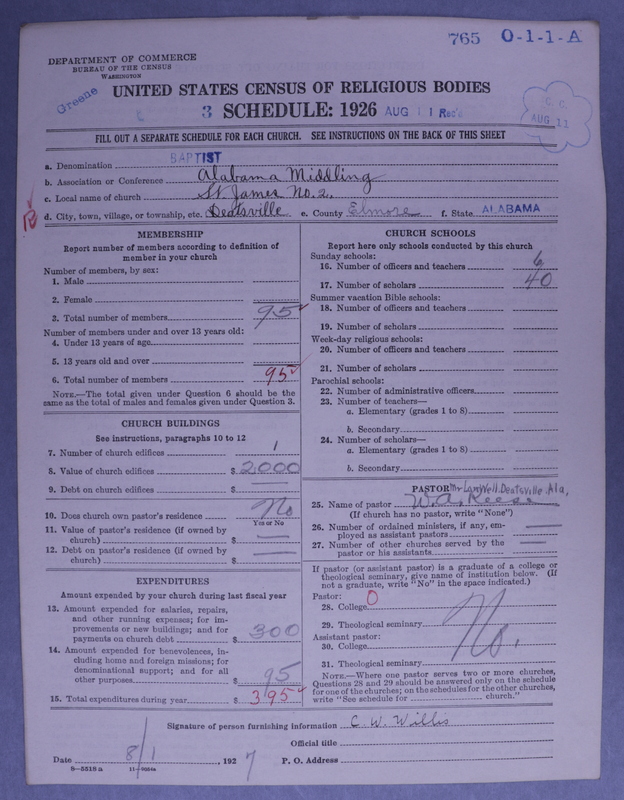 765 O-1-1-A
DEPARTMENT OF COMMERCE
BUREAU OF THE CENSUS
WASHINGTON
Greene
UNITED STATES CENSUS OF RELIGIOUS BODIES
3 SCHEDULE: 1926 AUG 11 Rec'd
C. C.
AUG 11
FILL OUT A SEPARATE SCHEDULE FOR EACH CHURCH. SEE INSTRUCTIONS ON THE BACK OF THIS SHEET
a. Denomination BAPTIST
b. Association or Conference Alabama Middling
c. Local name of church St. James No. 2,
d. City, town, village, or township, etc. Deatsville e. County Elmore f. State ALABAMA
MEMBERSHIP
Report number of members according to definition of
member in your church
Number of members, by sex:
1. Male
2. Female
3. Total number of members 95
Number of members under and over 13 years old:
4. Under 13 years of age
5. 13 years old and over
6. Total number of members 95
NOTE.—The total given under Question 6 should be the
same as the total of males and females given under Question 3.
CHURCH BUILDINGS
See instructions, paragraphs 10 to 12
7. Number of church edifices 1
8. Value of church edifices $ 2,000
9. Debt on church edifices $ —
10. Does church own pastor's residence No
Yes or No
11. Value of pastor's residence (if owned by
church) $ —
12. Debt on pastor's residence (if owned by
church) $ —
EXPENDITURES
Amount expended by your church during last fiscal year
13. Amount expended for salaries, repairs,
and other running expenses; for im-
provements or new buildings; and for
payments on church debt $ 300
14. Amount expended for benevolences, in-
cluding home and foreign missions; for
denominational support; and for all
other purposes $ 95
15. Total expenditures during year $ 395
CHURCH SCHOOLS
Report here only schools conducted by this church
Sunday schools:
16. Number of officers and teachers 6
17. Number of scholars 40
Summer vacation Bible schools:
18. Number of officers and teachers
19. Number of scholars
Week-day religious schools:
20. Number of officers and teachers
21. Number of scholars
Parochial schools:
22. Number of administrative officers
23. Number of teachers—
a. Elementary (grades 1 to 8)
b. Secondary
24. Number of scholars—
a. Elementary (grades 1 to 8)
b. Secondary
PASTOR Deatsville Ala,
25. Name of pastor W. A. Reese
(If church has no pastor, write "None")
26. Number of ordained ministers, if any, em-
ployed as assistant pastors —
27. Number of other churches served by the
pastor or his assistants —
If pastor (or assistant pastor) is a graduate of a college or
theological seminary, give name of institution below. (If
not a graduate, write "No" in the space indicated.)
Pastor: O
28. College
29. Theological seminary No.
Assistant pastor:
30. College
31. Theological seminary
NOTE.—Where one pastor serves two or more churches,
Questions 28 and 29 should be answered only on the schedule
for one of the churches; on the schedules for the other churches,
write "See schedule for church."
Signature of person furnishing information C. W. Willis
Official title
Date 8/1, 1927 P. O. Address
8—5518 a